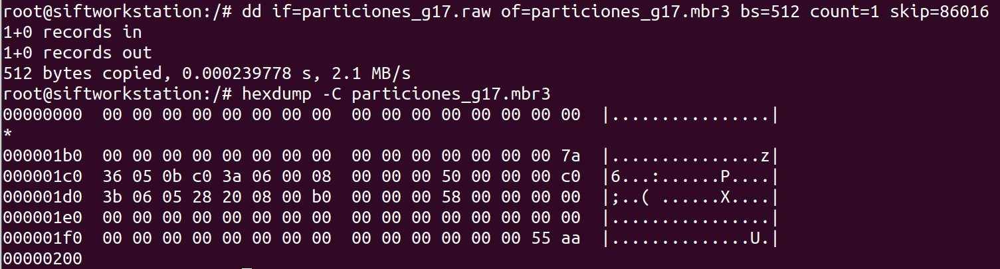 root@siftworkstation:/# dd if=particiones_g17.raw of=particiones_g17.mbr3 bs=512 count=1 skip=86016
1+0 records in
1+0 records out
512 bytes copied, 0.000239778 s, 2.1 MB/s
root@siftworkstation:/# hexdump -C particiones_g17.mbr3
00000000  00 00 00 00 00 00 00 00  00 00 00 00 00 00 00 00  |................|
*
000001b0  00 00 00 00 00 00 00 00  00 00 00 00 00 00 00 7a  |...............z|
000001c0  36 05 0b c0 3a 06 00 08  00 00 00 50 00 00 00 c0  |6...:......P....|
000001d0  3b 06 05 28 20 08 00 b0  00 00 00 58 00 00 00 00  |;..( ......X....|
000001e0  00 00 00 00 00 00 00 00  00 00 00 00 00 00 00 00  |................|
000001f0  00 00 00 00 00 00 00 00  00 00 00 00 00 00 55 aa  |..............U.|
00000200